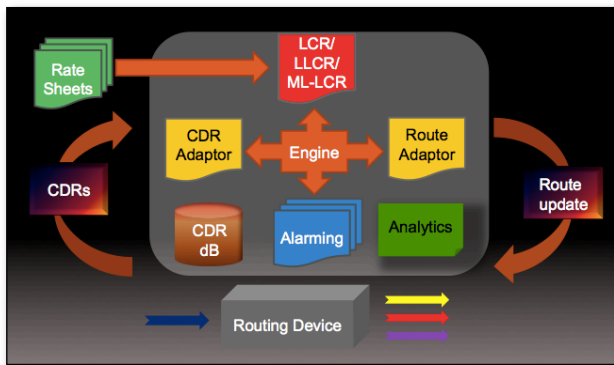 Rate
Sheets
LCR/
LLCR/
ML-LCR
CDR
Adaptor
Engine
Route
Adaptor
CDRs
Route
update
CDR
dB
Alarming
Analytics
Routing Device